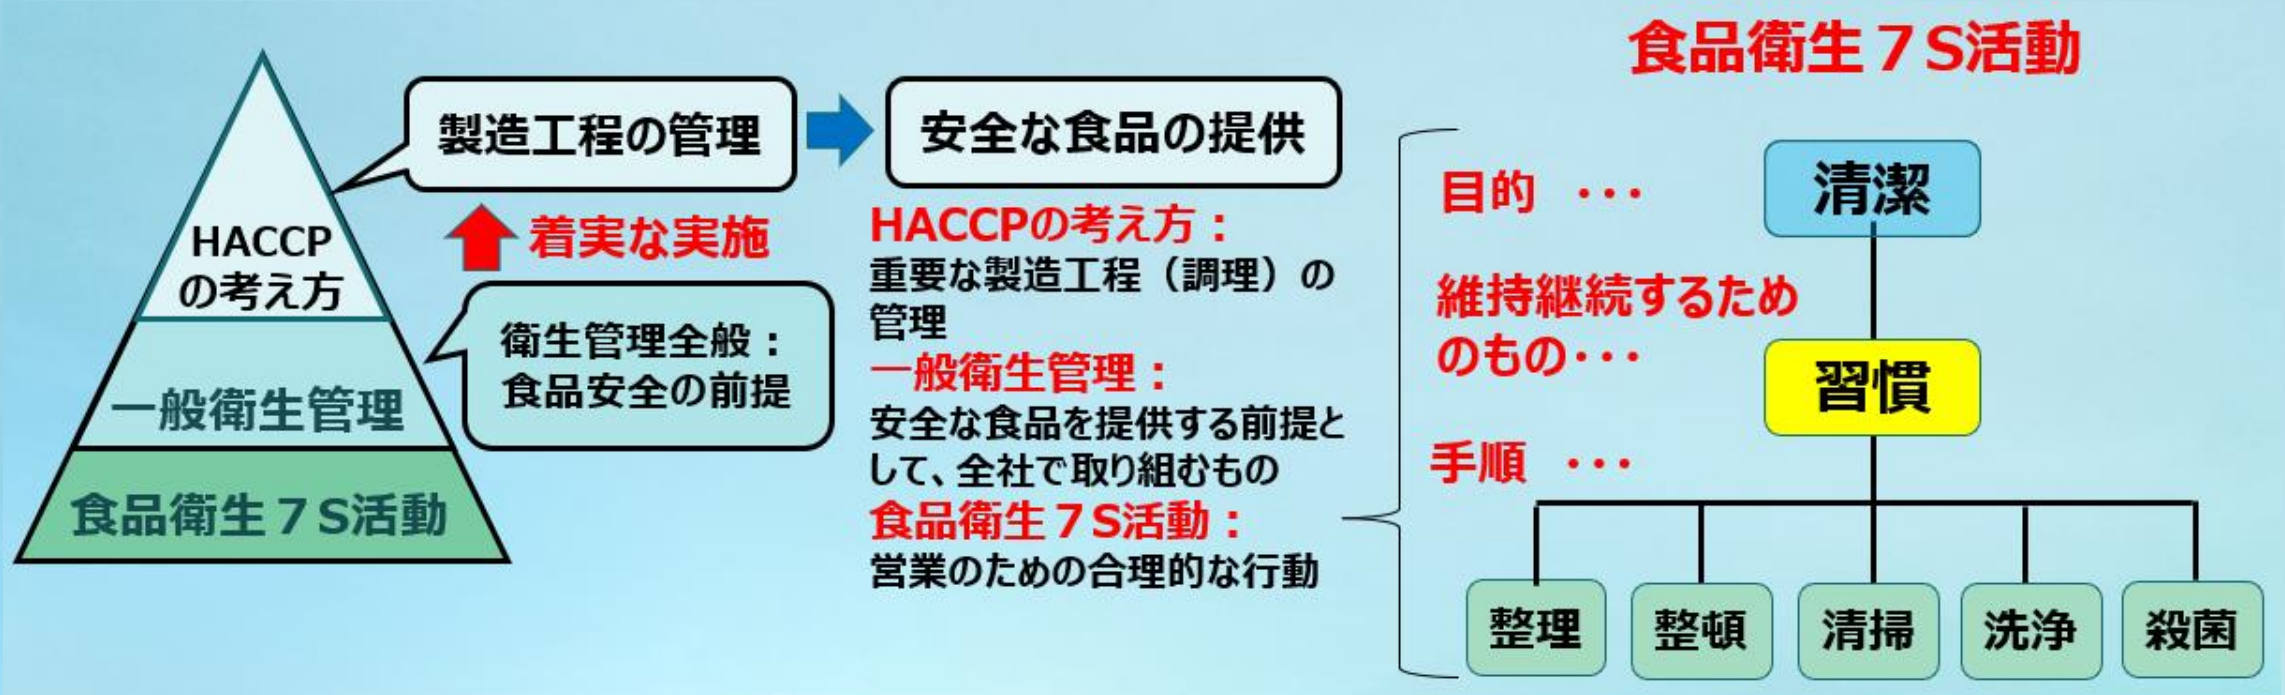 HACCP
の考え方
一般衛生管理
食品衛生７S活動
製造工程の管理
着実な実施
衛生管理全般：
食品安全の前提
安全な食品の提供
HACCPの考え方：
重要な製造工程（調理）の
管理
一般衛生管理：
安全な食品を提供する前提と
して、全社で取り組むもの
食品衛生７S活動：
営業のための合理的な行動
食品衛生７S活動
目的 ・・・
清潔
維持継続するため
のもの・・・
習慣
手順 ・・・
整理
整頓
清掃
洗浄
殺菌